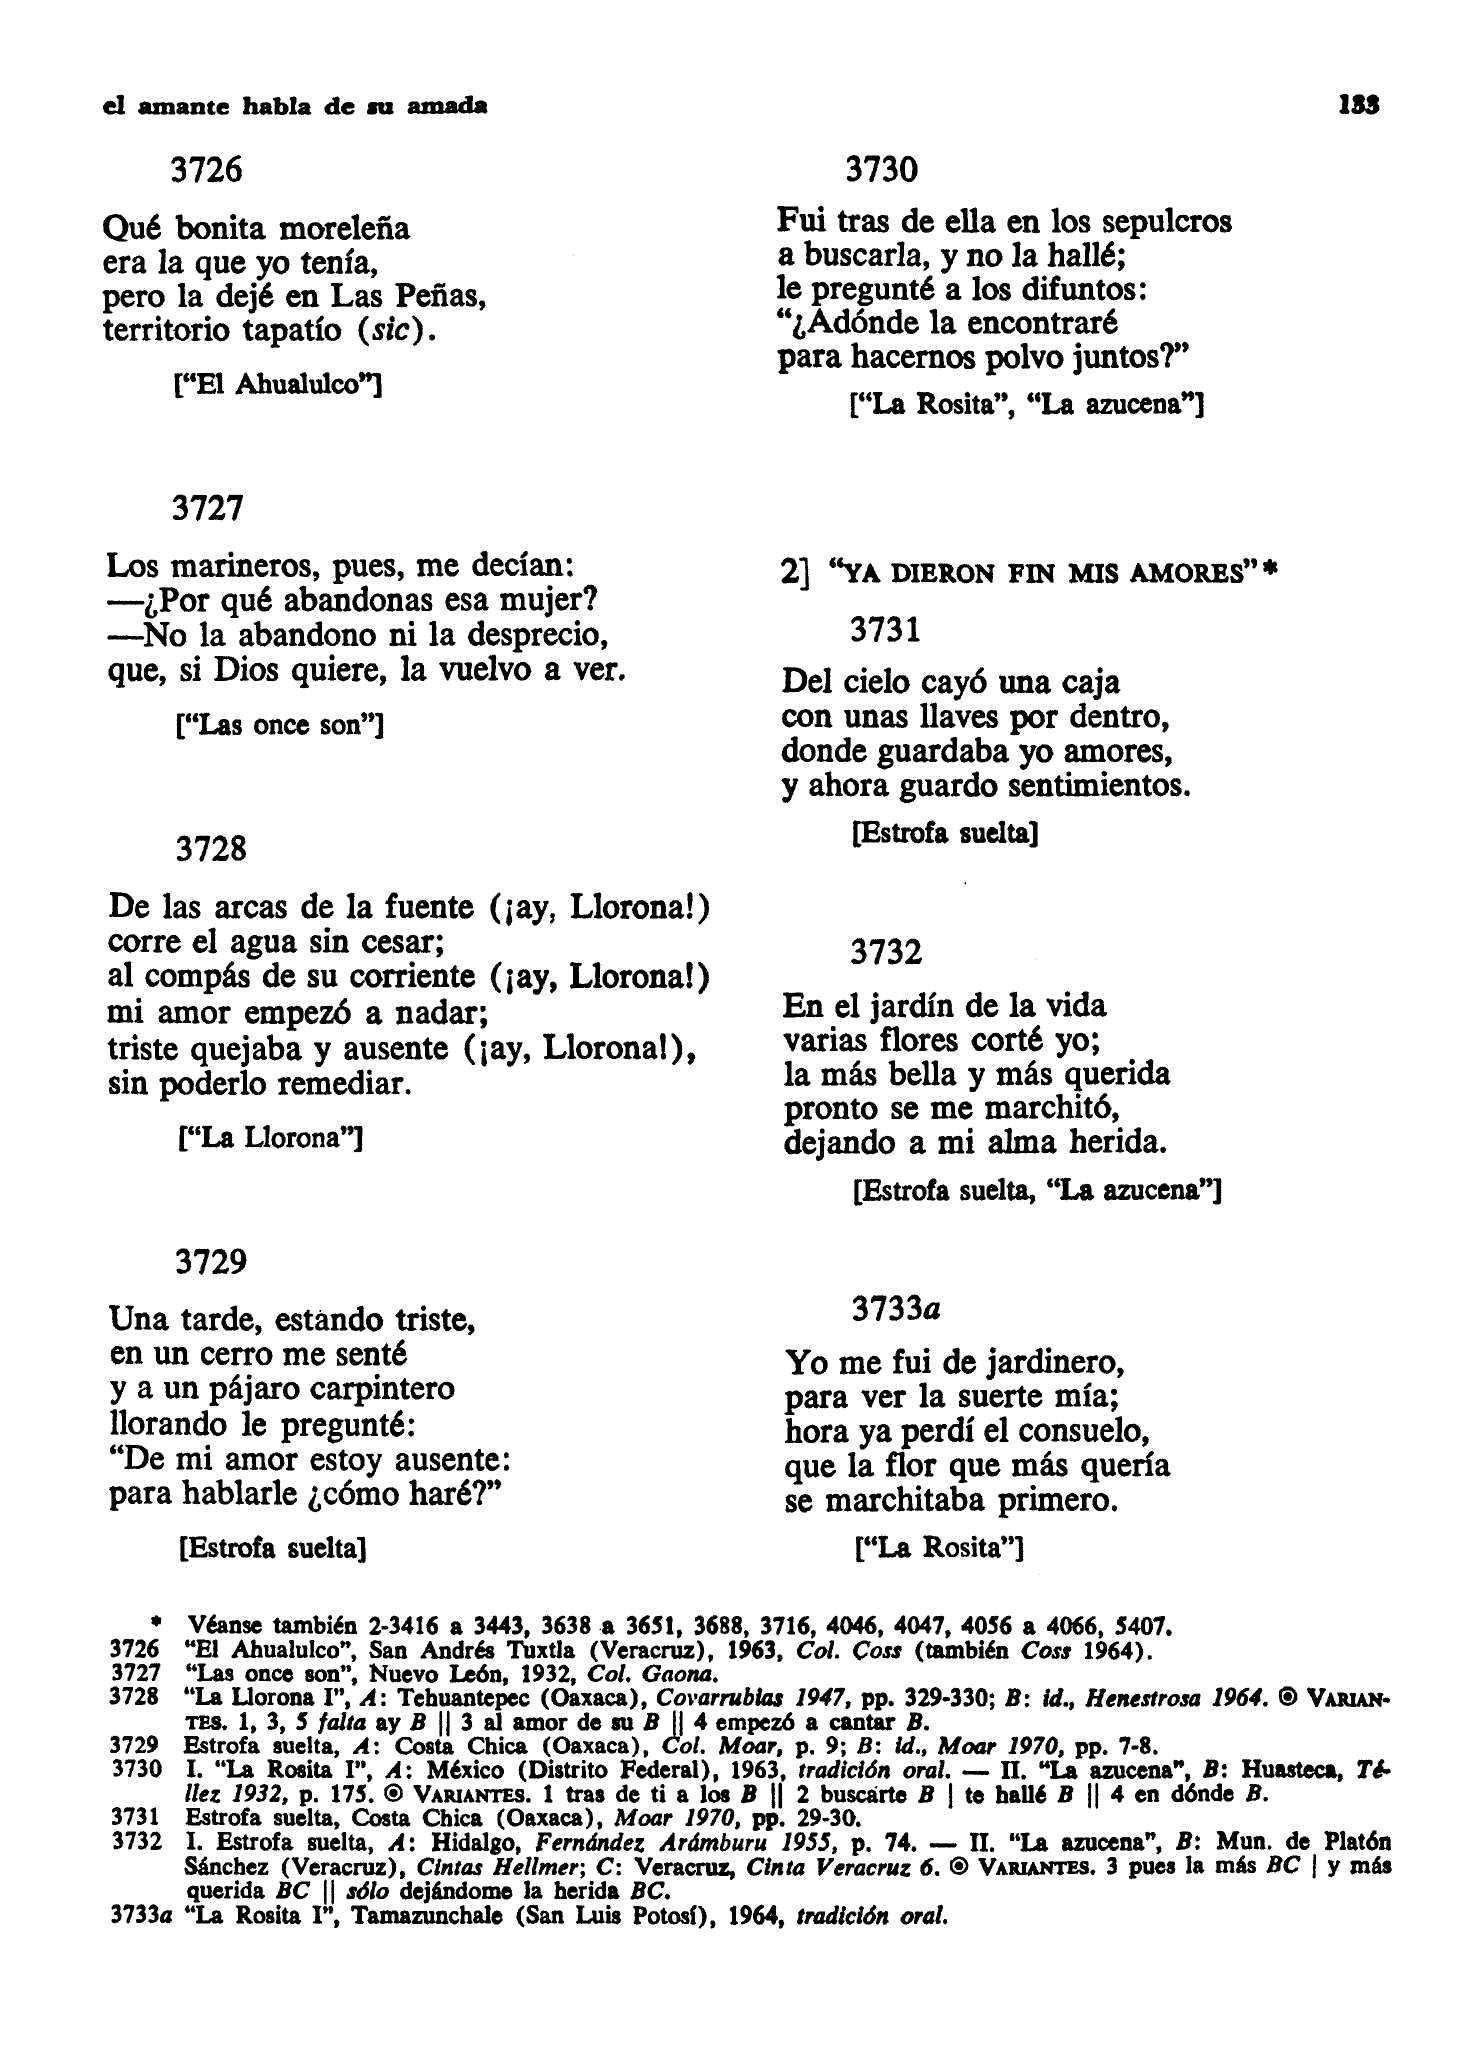 el amante habla de su amada 133
3726
Qué bonita moreleña
era la que yo tenía,
pero la dejé en Las Peñas,
territorio tapatío (sic).
[“El Ahualulco”]
3727
Los marineros, pues, me decían:
—¿Por qué abandonas esa mujer?
—No la abandono ni la desprecio,
que, si Dios quiere, la vuelvo a ver.
[“Las once son”]
3728
De las arcas de la fuente (¡ay, Llorona!)
corre el agua sin cesar;
al compás de su corriente (¡ay, Llorona!)
mi amor empezó a nadar;
triste quejaba y ausente (¡ay, Llorona!),
sin poderlo remediar.
[“La Llorona”]
3729
Una tarde, estando triste,
en un cerro me senté
y a un pájaro carpintero
llorando le pregunté:
“De mi amor estoy ausente:
para hablarle ¿cómo haré?”
[Estrofa suelta]
3730
Fui tras de ella en los sepulcros
a buscarla, y no la hallé;
le pregunté a los difuntos:
“¿Adónde la encontraré
para hacernos polvo juntos?”
[“La Rosita”, “La azucena”]
2] “YA DIERON FIN MIS AMORES”*
3731
Del cielo cayó una caja
con unas llaves por dentro,
donde guardaba yo amores,
y ahora guardo sentimientos.
[Estrofa suelta]
3732
En el jardín de la vida
varias flores corté yo;
la más bella y más querida
pronto se me marchitó,
dejando a mi alma herida.
[Estrofa suelta, “La azucena”]
3733a
Yo me fui de jardinero,
para ver la suerte mía;
hora ya perdí el consuelo,
que la flor que más quería
se marchitaba primero.
[“La Rosita”]
* Véanse también 2-3416 a 3443, 3638 a 3651, 3688, 3716, 4046, 4047, 4056 a 4066, 5407.
3726 “El Ahualulco”, San Andrés Tuxtla (Veracruz), 1963, Col. Coss (también Coss 1964).
3727 “Las once son”, Nuevo León, 1932, Col. Gaona.
3728 “La Llorona I”, A: Tehuantepec (Oaxaca), Covarrubias 1947, pp. 329-330; B: id., Henestrosa 1964. ® VARIAN-
TES. 1, 3, 5 falta ay B || 3 al amor de su B || 4 empezó a cantar B.
3729 Estrofa suelta, A: Costa Chica (Oaxaca), Col. Moar, p. 9; B: id., Moar 1970, pp. 7-8.
3730 I. “La Rosita I”, A: México (Distrito Federal), 1963, tradición oral. — II. “La azucena”, B: Huasteca, Té-
llez 1932, p. 175. ® VARIANTES. 1 tras de ti a los B || 2 buscarte B | te hallé B || 4 en dónde B.
3731 Estrofa suelta, Costa Chica (Oaxaca), Moar 1970, pp. 29-30.
3732 I. Estrofa suelta, A: Hidalgo, Fernández Arámburu 1955, p. 74. — II. “La azucena”, B: Mun. de Platón
Sánchez (Veracruz), Cintas Hellmer; C: Veracruz, Cinta Veracruz 6. ® VARIANTES. 3 pues la más BC | y más
querida BC || sólo dejándome la herida BC.
3733a “La Rosita I”, Tamazunchale (San Luis Potosí), 1964, tradición oral.